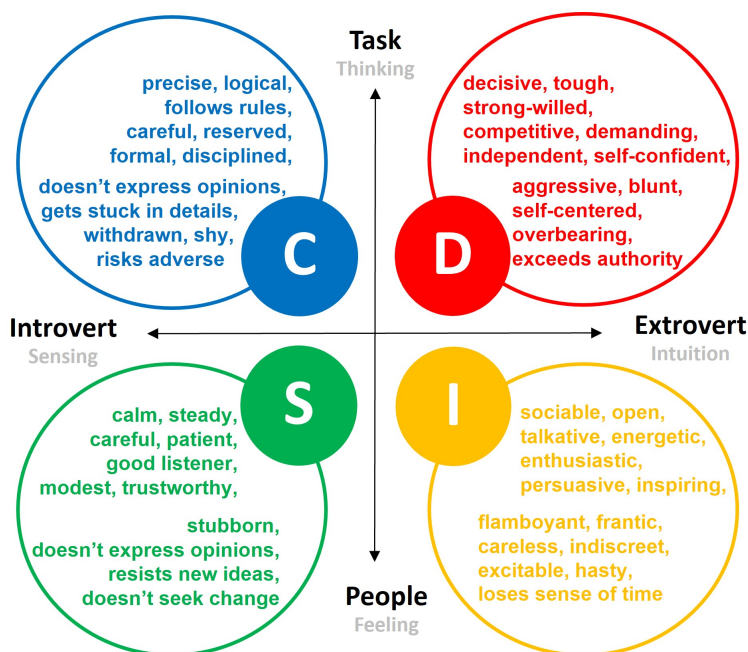 Task
Thinking
precise, logical,
follows rules,
careful, reserved
formal, disciplined,
doesn't express opinions,
gets stuck in details,
withdrawn, shy,
risks adverse
C
decisive, tough,
strong-willed,
competitive, demanding,
independent, self-confident,
aggressive, blunt,
self-centered,
overbearing,
exceeds authority
D
Introvert
Sensing
Extrovert
Intuition
S
calm, steady,
careful, patient,
good listener,
modest, trustworthy,
stubborn,
doesn't express opinions,
resists new ideas,
doesn't seek change
I
sociable, open,
talkative, energetic,
enthusiastic,
persuasive, inspiring,
flamboyant, frantic,
careless, indiscreet,
excitable, hasty,
loses sense of time
People
Feeling